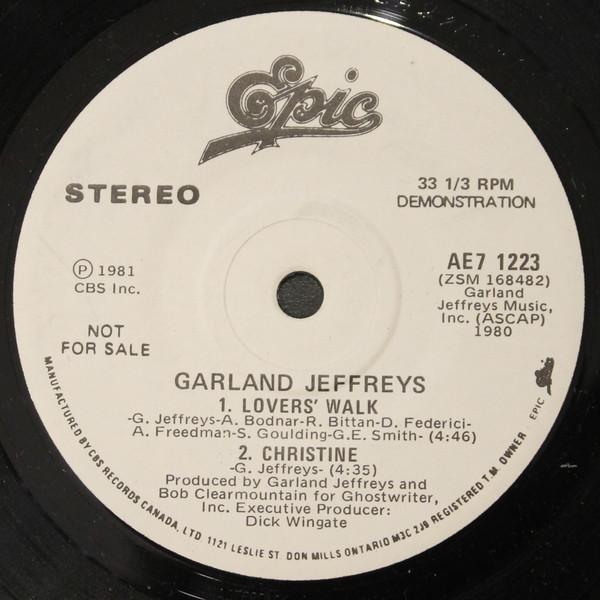 Epic
STEREO
33 1/3 RPM
DEMONSTRATION
℗ 1981
CBS Inc.
AE7 1223
(ZSM 168482)
Garland
Jeffreys Music,
Inc. (ASCAP)
1980
NOT
FOR SALE
GARLAND JEFFREYS
1. LOVERS' WALK
-G. Jeffreys-A. Bodnar-R. Bittan-D. Federici-
A. Freedman-S. Goulding-G.E. Smith- (4:46)
2. CHRISTINE
-G. Jeffreys- (4:35)
Produced by Garland Jeffreys and
Bob Clearmountain for Ghostwriter,
Inc. Executive Producer:
Dick Wingate
MANUFACTURED BY CBS RECORDS CANADA, LTD 1121 LESLIE ST. DON MILLS ONTARIO M3C 2J9 REGISTERED T.M. OWNER EPIC Epic